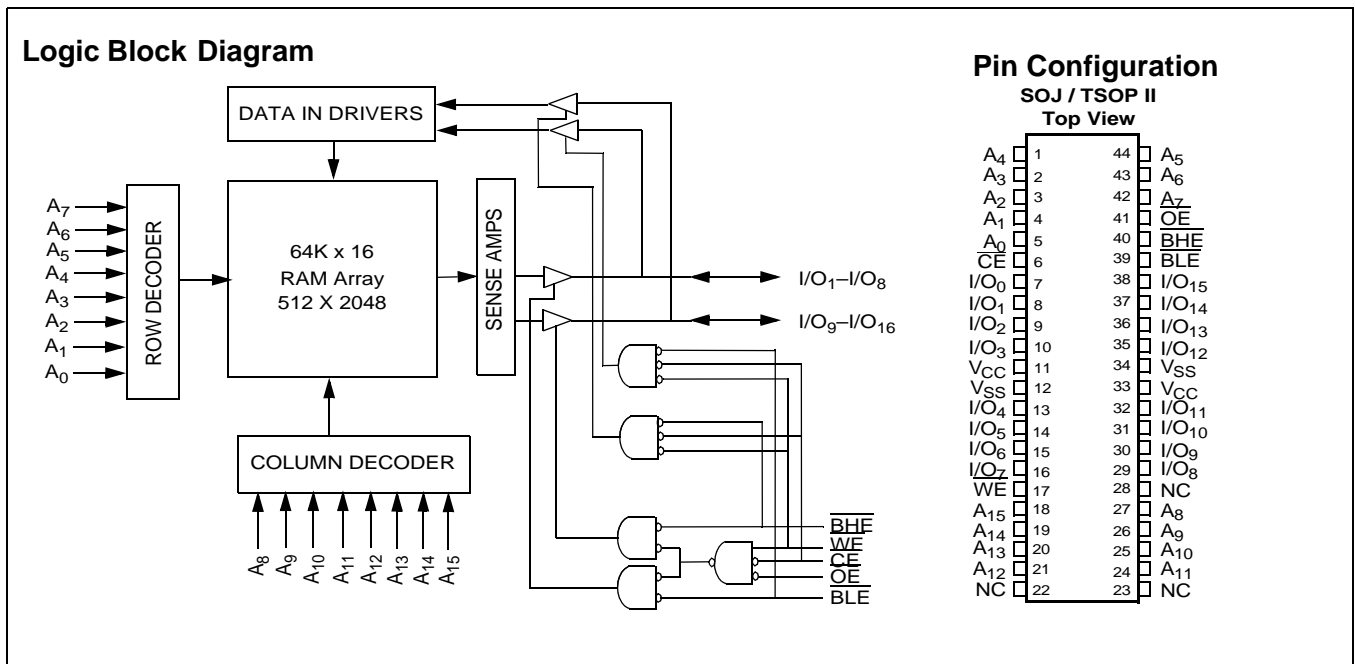 Logic Block Diagram
DATA IN DRIVERS
A7
A6
A5
A4
A3
A2
A1
A0
ROW DECODER
64K x 16
RAM Array
512 X 2048
SENSE AMPS
I/O1–I/O8
I/O9–I/O16
COLUMN DECODER
A8
A9
A10
A11
A12
A13
A14
A15
BHE
WE
CE
OE
BLE
Pin Configuration
SOJ / TSOP II
Top View
A4 1 44 A5
A3 2 43 A6
A2 3 42 A7
A1 4 41 OE
A0 5 40 BHE
CE 6 39 BLE
I/O0 7 38 I/O15
I/O1 8 37 I/O14
I/O2 9 36 I/O13
I/O3 10 35 I/O12
VCC 11 34 VSS
VSS 12 33 VCC
I/O4 13 32 I/O11
I/O5 14 31 I/O10
I/O6 15 30 I/O9
I/O7 16 29 I/O8
WE 17 28 NC
A15 18 27 A8
A14 19 26 A9
A13 20 25 A10
A12 21 24 A11
NC 22 23 NC